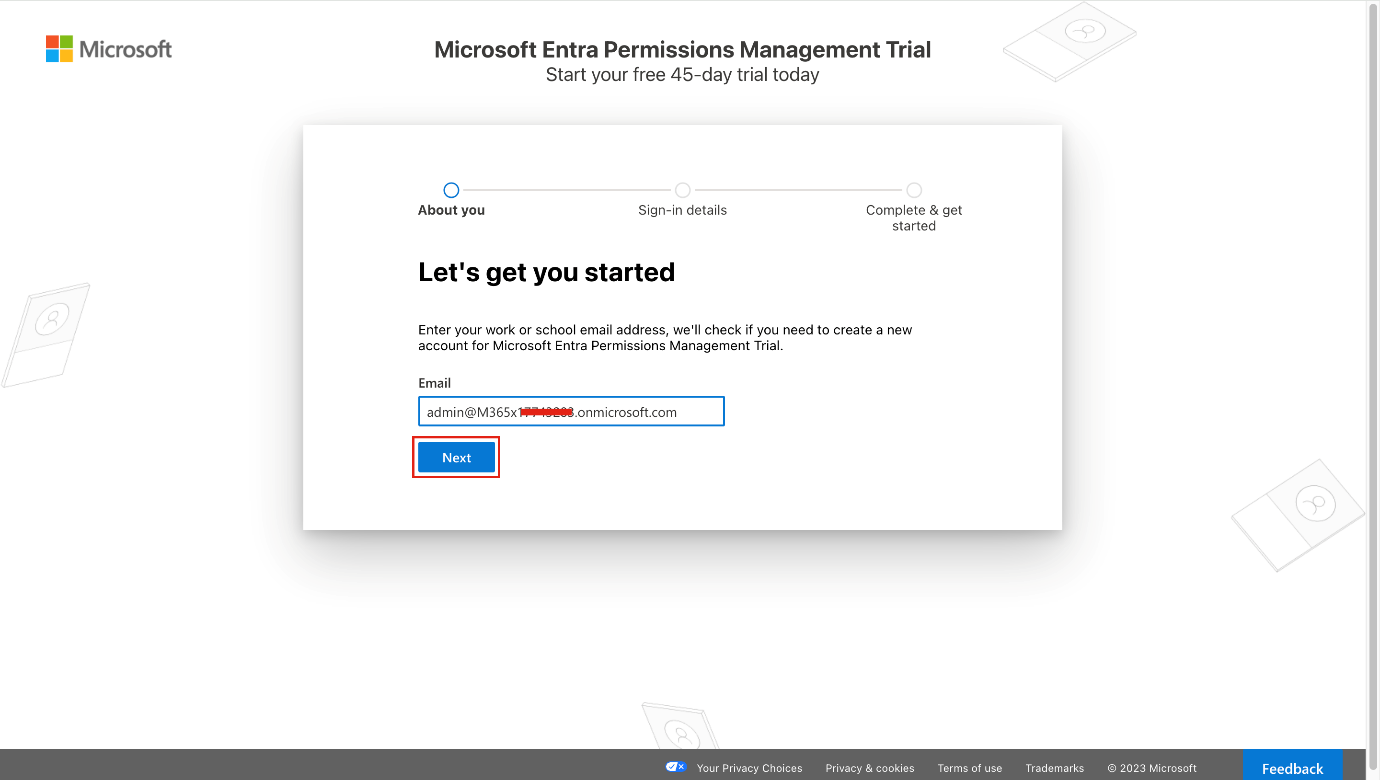 Microsoft
Microsoft Entra Permissions Management Trial
Start your free 45-day trial today
About you
Sign-in details
Complete & get
started
Let's get you started
Enter your work or school email address, we'll check if you need to create a new
account for Microsoft Entra Permissions Management Trial.
Email
admin@M365x .onmicrosoft.com
Next
Your Privacy Choices
Privacy & cookies
Terms of use
Trademarks
© 2023 Microsoft
Feedback